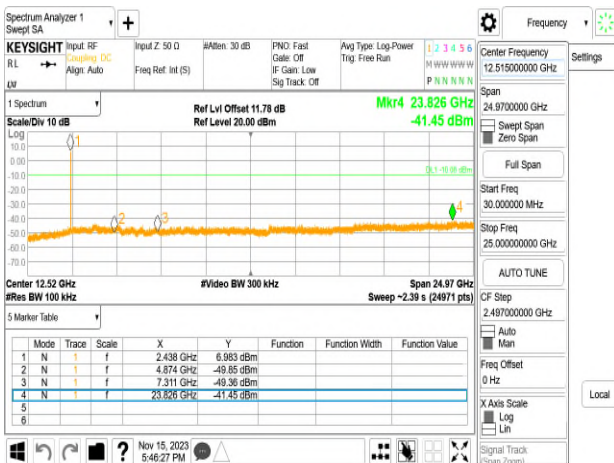 Spectrum Analyzer 1
Swept SA
+
Frequency
KEYSIGHT
RL
Input: RF
Coupling: DC
Align: Auto
Input Z: 50 Ω
Freq Ref: Int (S)
#Atten: 30 dB
PNO: Fast
Gate: Off
IF Gain: Low
Sig Track: Off
Avg Type: Log-Power
Trig: Free Run
1 2 3 4 5 6
M W W W W W
P N N N N N
Center Frequency
12.515000000 GHz
Settings
1 Spectrum
Scale/Div 10 dB
Ref Lvl Offset 11.78 dB
Ref Level 20.00 dBm
Mkr4 23.826 GHz
-41.45 dBm
Span
24.9700000 GHz
Swept Span
Zero Span
Log
10.0
0.00
-10.0
-20.0
-30.0
-40.0
-50.0
-60.0
-70.0
1
2
3
4
Full Span
Start Freq
30.000000 MHz
Stop Freq
25.000000000 GHz
AUTO TUNE
Center 12.52 GHz
#Res BW 100 kHz
#Video BW 300 kHz
Span 24.97 GHz
Sweep ~2.39 s (24971 pts)
CF Step
2.497000000 GHz
Auto
Man
5 Marker Table
Mode Trace Scale X Y Function Function Width Function Value
1 N 1 f 2.438 GHz 6.983 dBm
2 N 1 f 4.874 GHz -49.85 dBm
3 N 1 f 7.311 GHz -49.36 dBm
4 N 1 f 23.826 GHz -41.45 dBm
5
6
Freq Offset
0 Hz
X Axis Scale
Log
Lin
Local
Signal Track
(Span Zoom)
?
Nov 15, 2023
5:46:27 PM